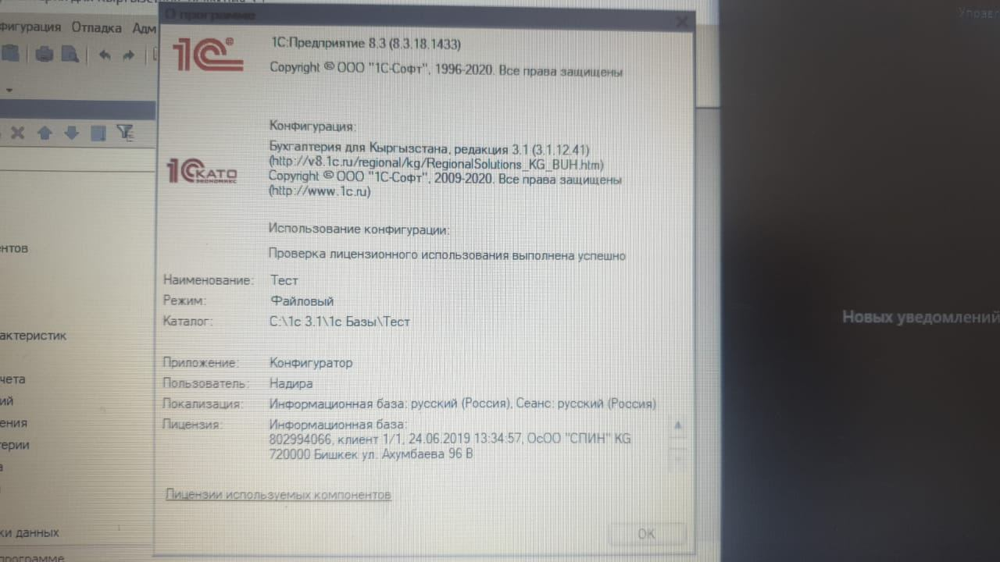 фигурация Отладка Адм
О программе
1С:Предприятие 8.3 (8.3.18.1433)
Copyright © ООО "1С-Софт", 1996-2020. Все права защищены
Конфигурация:
Бухгалтерия для Кыргызстана, редакция 3.1 (3.1.12.41)
(http://v8.1c.ru/regional/kg/RegionalSolutions_KG_BUH.htm)
Copyright © ООО "1С-Софт", 2009-2020. Все права защищены
(http://www.1c.ru)
1С КАТО
ЭКОНОМИКС
Использование конфигурации:
Проверка лицензионного использования выполнена успешно
Наименование: Тест
Режим: Файловый
Каталог: C:\1c 3.1\1с Базы\Тест
Приложение: Конфигуратор
Пользователь: Надира
Локализация: Информационная база: русский (Россия), Сеанс: русский (Россия)
Лицензия: Информационная база:
802994066, клиент 1/1, 24.06.2019 13:34:57, ОсОО "СПИН" KG
720000 Бишкек ул. Ахумбаева 96 В
Лицензии используемых компонентов
OK
нтов
актеристик
чета
ий
ения
терии
а
ки данных
программе
Управл
Новых уведомлений